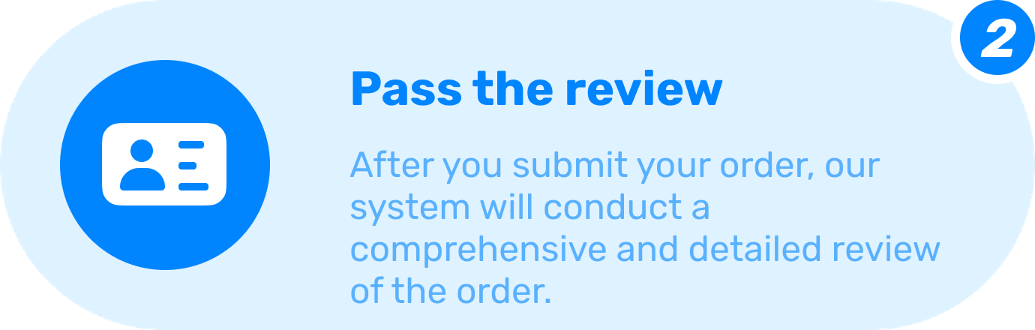 2
Pass the review
After you submit your order, our
system will conduct a
comprehensive and detailed review
of the order.